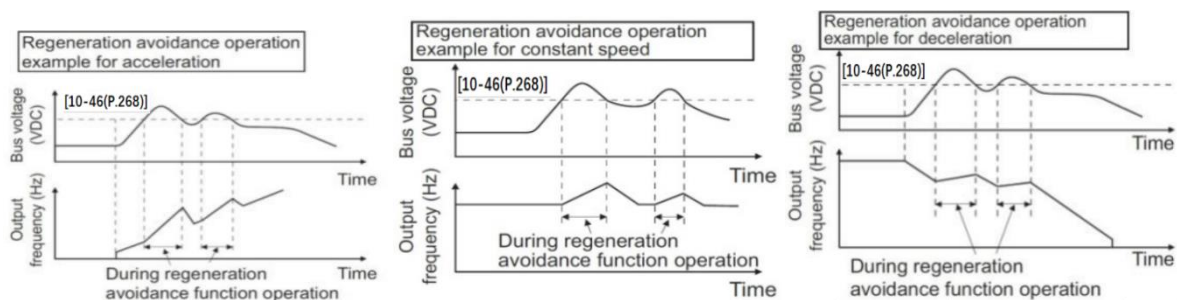 Regeneration avoidance operation
example for acceleration
Bus voltage
(VDC)
[10-46(P.268)]
Time
Output
frequency (Hz)
Time
During regeneration
avoidance function operation
Regeneration avoidance operation
example for constant speed
Bus voltage
(VDC)
[10-46(P.268)]
Time
Output
frequency (Hz)
During regeneration
avoidance function operation
Time
Regeneration avoidance operation
example for deceleration
Bus voltage
(VDC)
[10-46(P.268)]
Time
Output
frequency (Hz)
Time
During regeneration
avoidance function operation